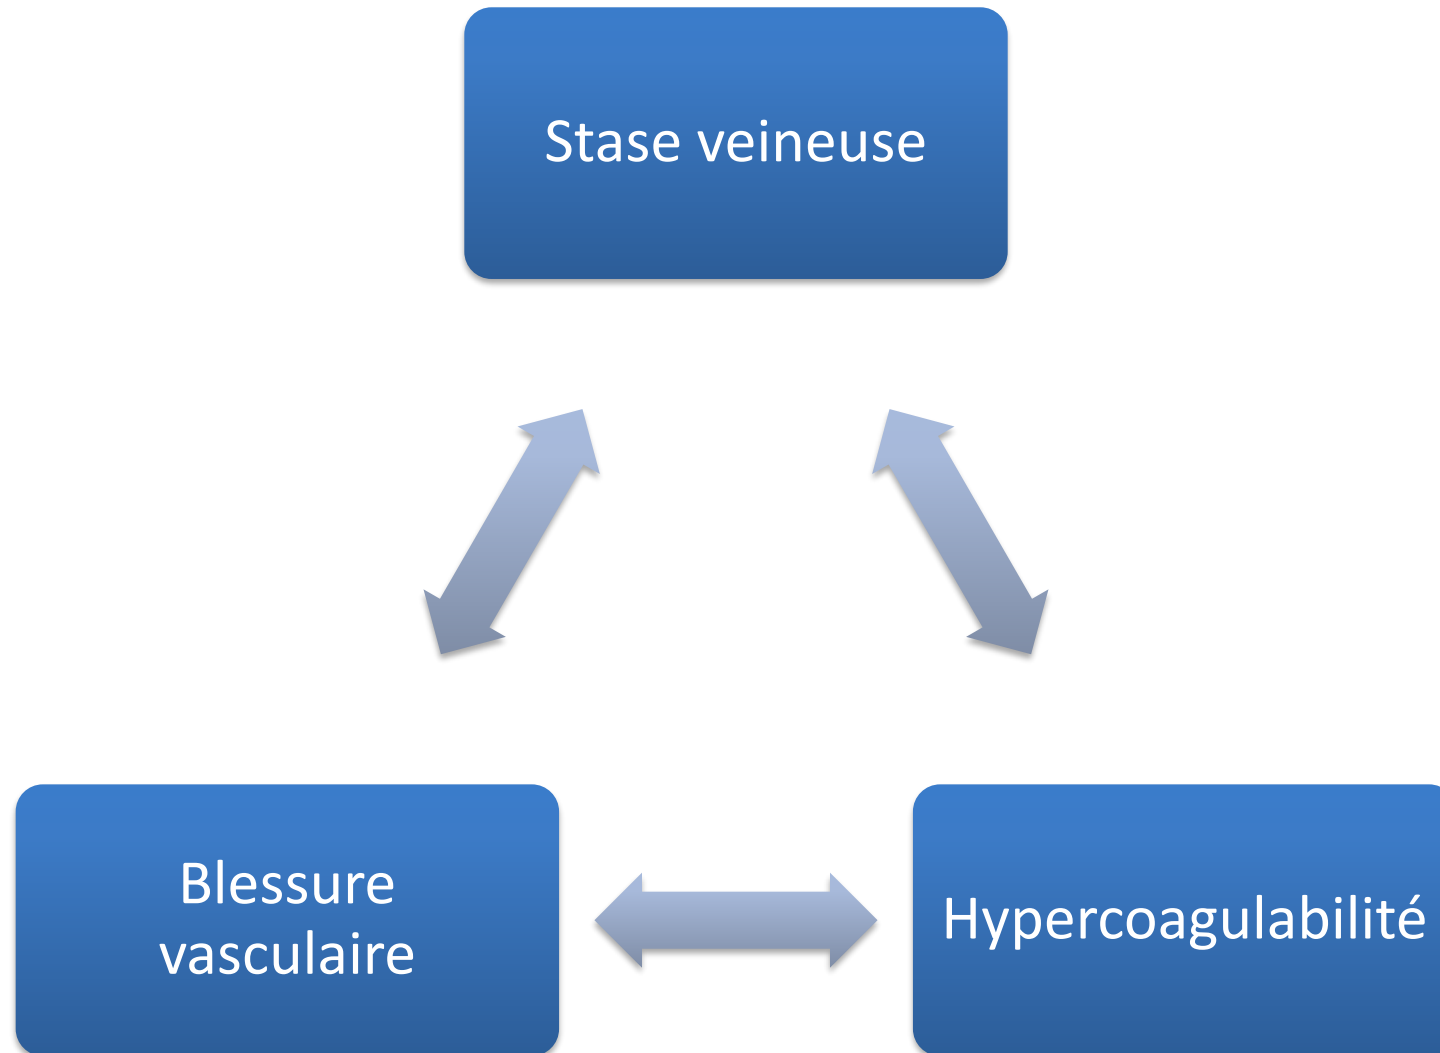 Stase veineuse
Blessure
vasculaire
Hypercoagulabilité